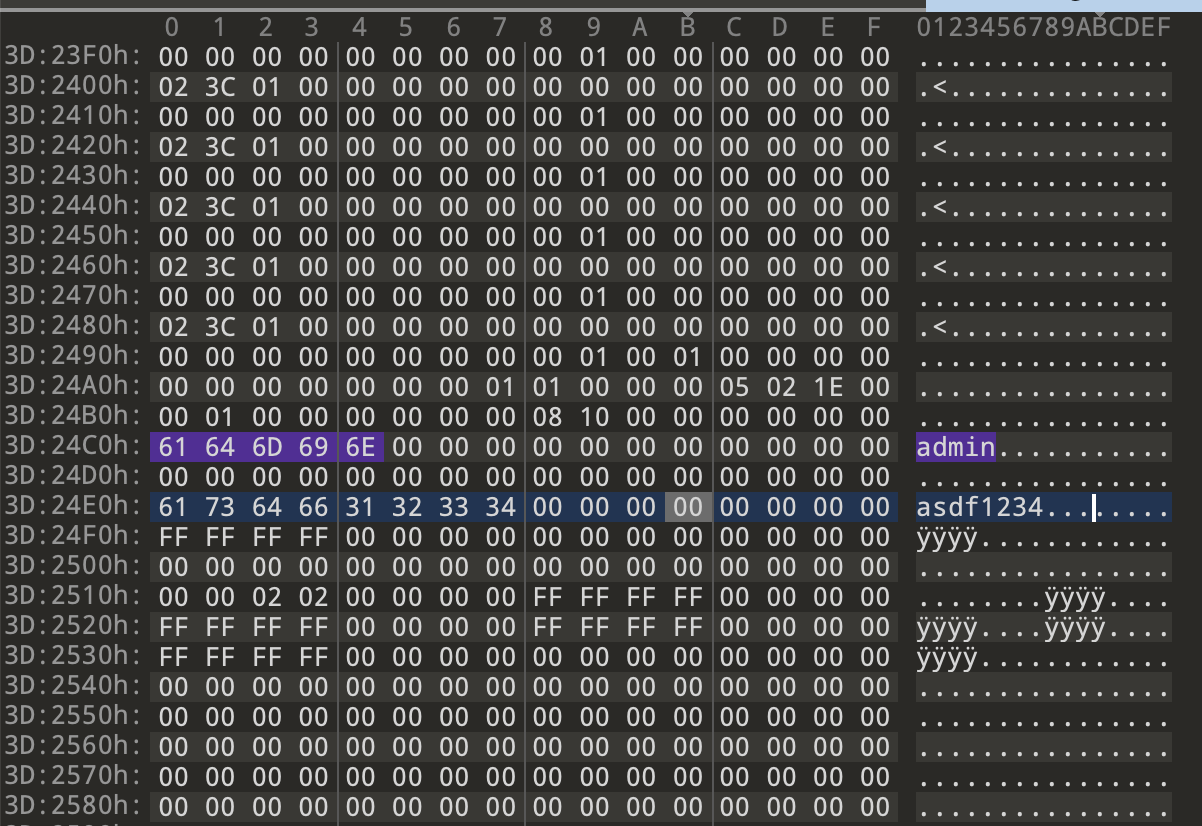 0 1 2 3 4 5 6 7 8 9 A B C D E F 0123456789ABCDEF
3D:23F0h: 00 00 00 00 00 00 00 00 00 01 00 00 00 00 00 00 ................
3D:2400h: 02 3C 01 00 00 00 00 00 00 00 00 00 00 00 00 00 .<..............
3D:2410h: 00 00 00 00 00 00 00 00 00 01 00 00 00 00 00 00 ................
3D:2420h: 02 3C 01 00 00 00 00 00 00 00 00 00 00 00 00 00 .<..............
3D:2430h: 00 00 00 00 00 00 00 00 00 01 00 00 00 00 00 00 ................
3D:2440h: 02 3C 01 00 00 00 00 00 00 00 00 00 00 00 00 00 .<..............
3D:2450h: 00 00 00 00 00 00 00 00 00 01 00 00 00 00 00 00 ................
3D:2460h: 02 3C 01 00 00 00 00 00 00 00 00 00 00 00 00 00 .<..............
3D:2470h: 00 00 00 00 00 00 00 00 00 01 00 00 00 00 00 00 ................
3D:2480h: 02 3C 01 00 00 00 00 00 00 00 00 00 00 00 00 00 .<..............
3D:2490h: 00 00 00 00 00 00 00 00 00 01 00 01 00 00 00 00 ................
3D:24A0h: 00 00 00 00 00 00 00 01 01 00 00 00 05 02 1E 00 ................
3D:24B0h: 00 01 00 00 00 00 00 00 08 10 00 00 00 00 00 00 ................
3D:24C0h: 61 64 6D 69 6E 00 00 00 00 00 00 00 00 00 00 00 admin...........
3D:24D0h: 00 00 00 00 00 00 00 00 00 00 00 00 00 00 00 00 ................
3D:24E0h: 61 73 64 66 31 32 33 34 00 00 00 00 00 00 00 00 asdf1234........
3D:24F0h: FF FF FF FF 00 00 00 00 00 00 00 00 00 00 00 00 ÿÿÿÿ............
3D:2500h: 00 00 00 00 00 00 00 00 00 00 00 00 00 00 00 00 ................
3D:2510h: 00 00 02 02 00 00 00 00 FF FF FF FF 00 00 00 00 ........ÿÿÿÿ....
3D:2520h: FF FF FF FF 00 00 00 00 FF FF FF FF 00 00 00 00 ÿÿÿÿ....ÿÿÿÿ....
3D:2530h: FF FF FF FF 00 00 00 00 00 00 00 00 00 00 00 00 ÿÿÿÿ............
3D:2540h: 00 00 00 00 00 00 00 00 00 00 00 00 00 00 00 00 ................
3D:2550h: 00 00 00 00 00 00 00 00 00 00 00 00 00 00 00 00 ................
3D:2560h: 00 00 00 00 00 00 00 00 00 00 00 00 00 00 00 00 ................
3D:2570h: 00 00 00 00 00 00 00 00 00 00 00 00 00 00 00 00 ................
3D:2580h: 00 00 00 00 00 00 00 00 00 00 00 00 00 00 00 00 ................